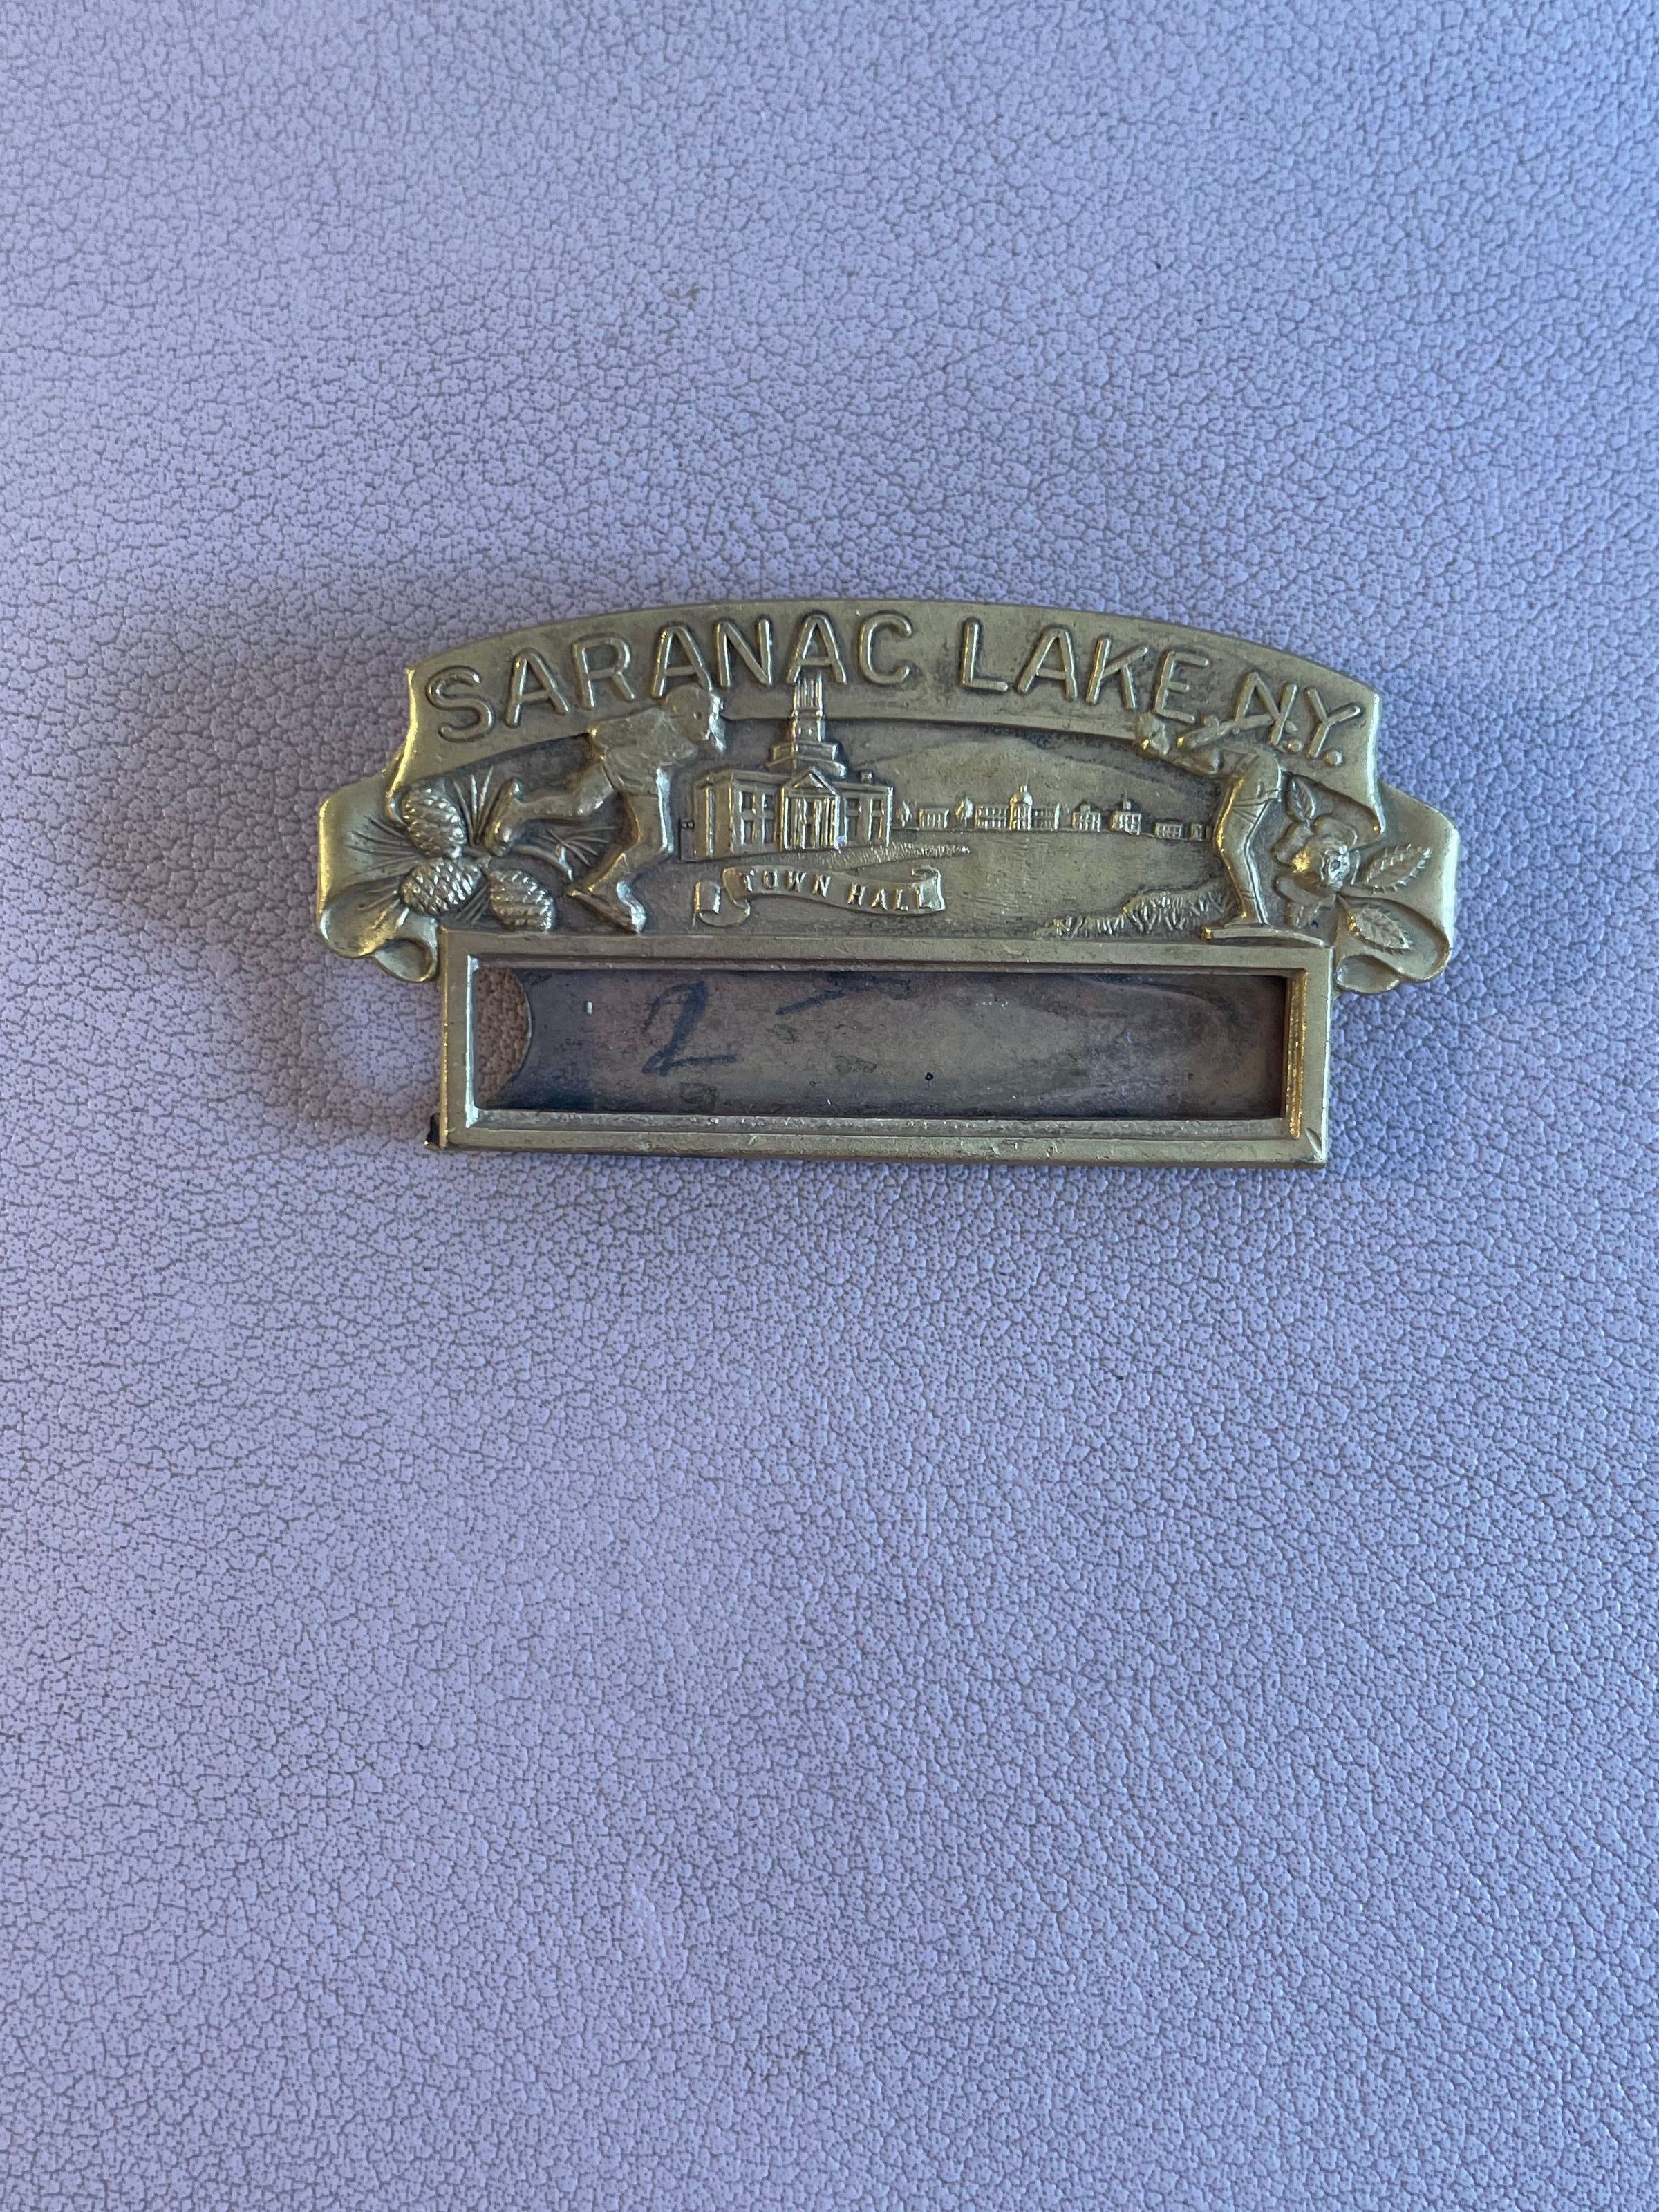 SARANAC LAKE, N.Y.
TOWN HALL
2